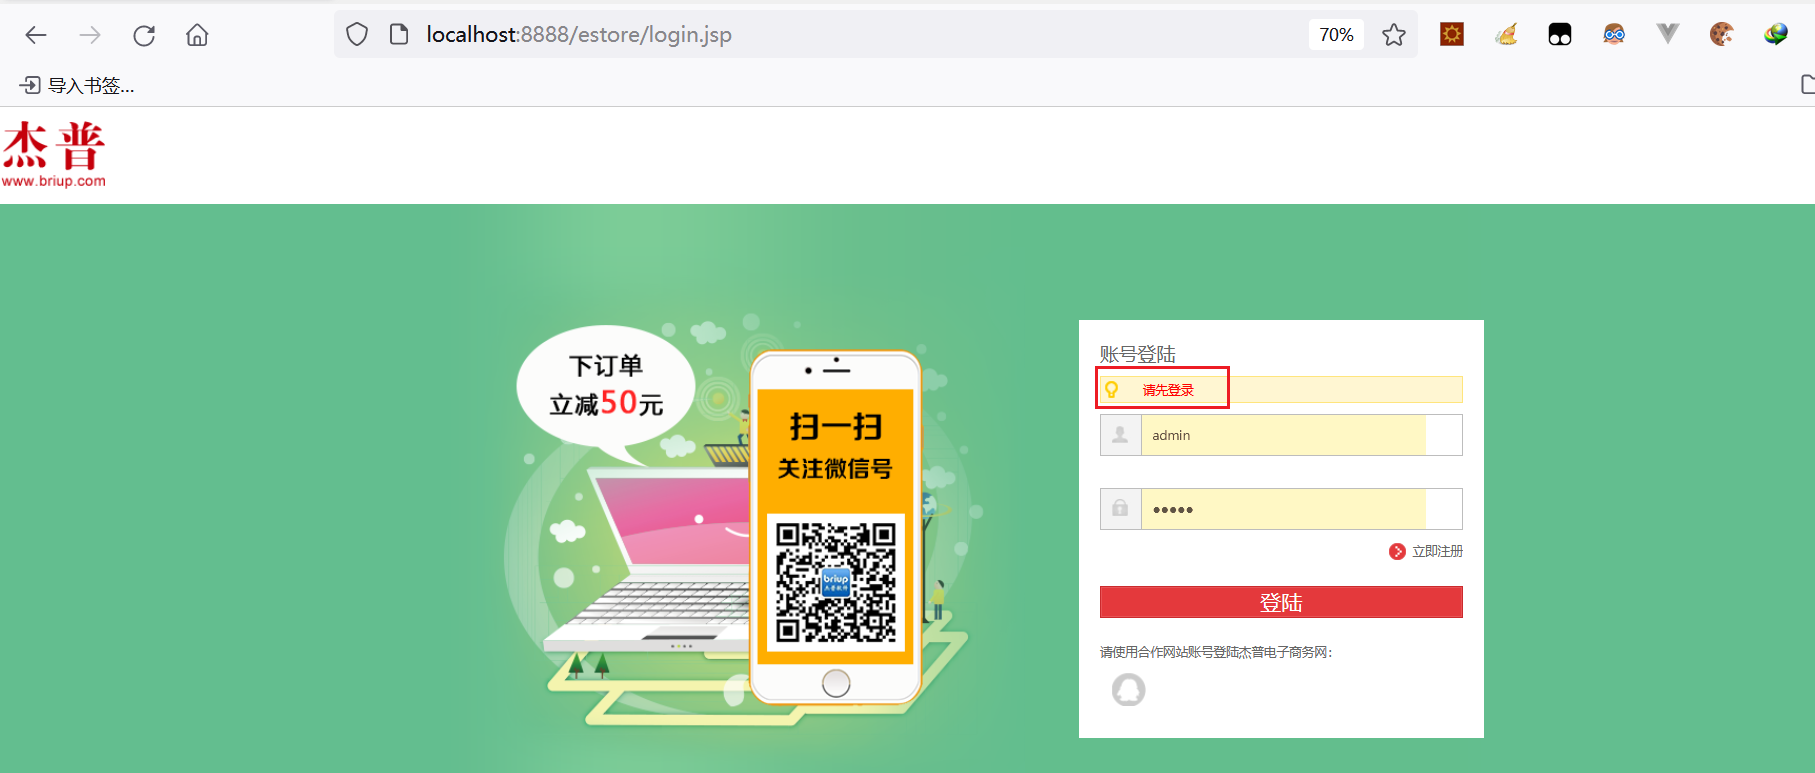 localhost:8888/estore/login.jsp
70%
导入书签...
杰普
www.briup.com
下订单
立减50元
扫一扫
关注微信号
briup
账号登陆
请先登录
admin
•••••
立即注册
登陆
请使用合作网站账号登陆杰普电子商务网：